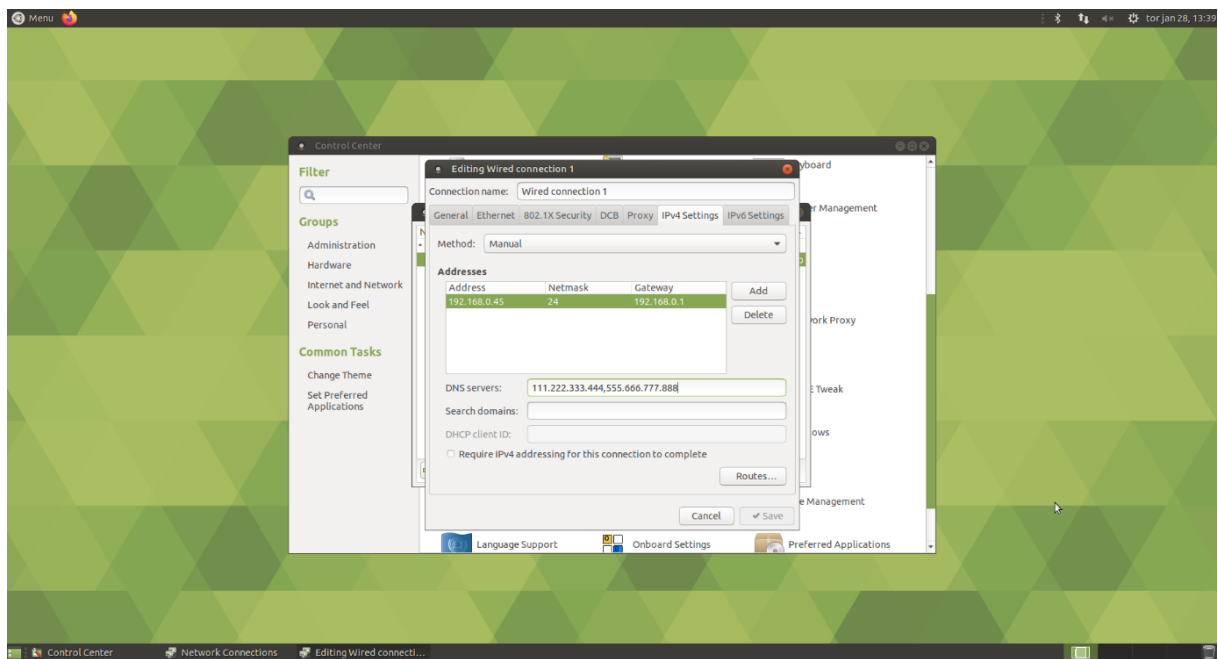 Menu
tor jan 28, 13:39
Control Center
Filter
Groups
Administration
Hardware
Internet and Network
Look and Feel
Personal
Common Tasks
Change Theme
Set Preferred
Applications
Editing Wired connection 1
Connection name: Wired connection 1
General Ethernet 802.1X Security DCB Proxy IPv4 Settings IPv6 Settings
Method: Manual
Addresses
Address Netmask Gateway
192.168.0.45 24 192.168.0.1
Add
Delete
DNS servers: 111.222.333.444,555.666.777.888
Search domains:
DHCP client ID:
Require IPv4 addressing for this connection to complete
Routes...
Cancel Save
yboard
er Management
ork Proxy
E Tweak
ows
e Management
Language Support Onboard Settings Preferred Applications
Control Center Network Connections Editing Wired connecti...